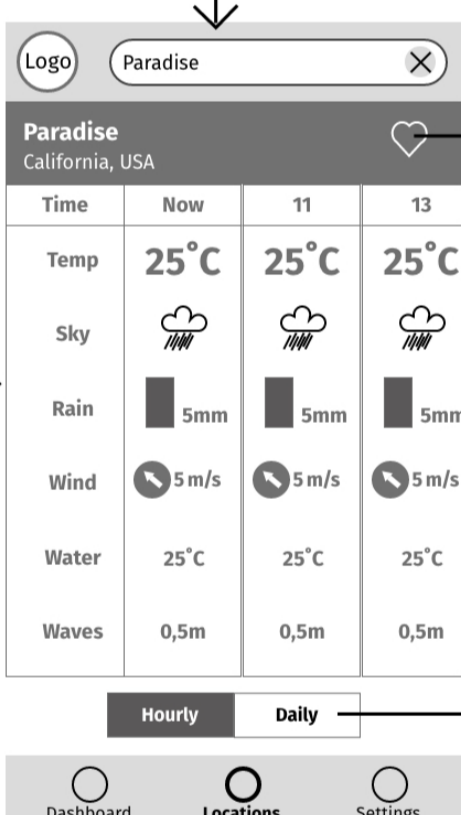 Logo
Paradise
Paradise
California, USA
Time Now 11 13
Temp 25°C 25°C 25°C
Sky
Rain 5mm 5mm 5mm
Wind 5 m/s 5 m/s 5 m/s
Water 25°C 25°C 25°C
Waves 0,5m 0,5m 0,5m
Hourly Daily
Dashboard Locations Settings